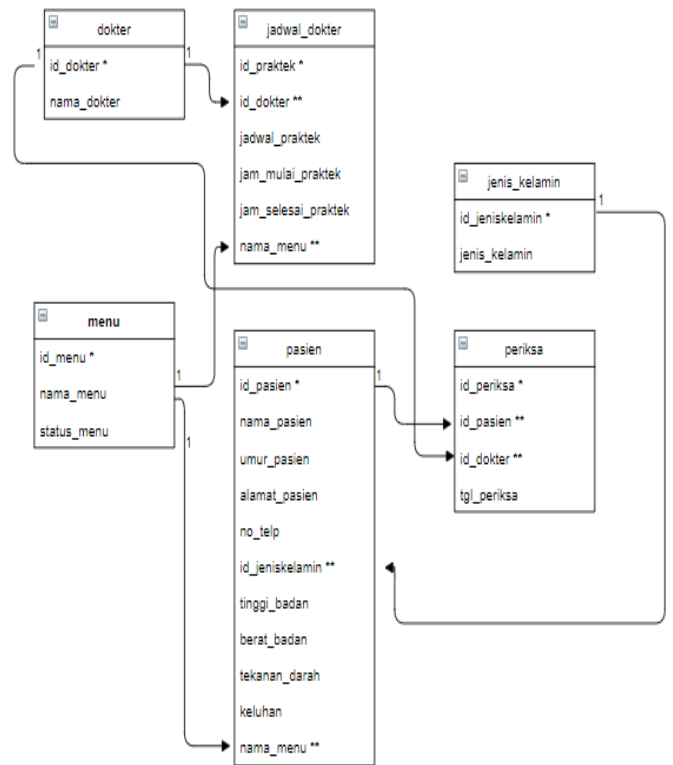 dokter
1
id_dokter *
1
nama_dokter
jadwal_dokter
id_praktek *
id_dokter **
jadwal_praktek
jam_mulai_praktek
jam_selesai_praktek
nama_menu **
jenis_kelamin
1
id_jeniskelamin *
jenis_kelamin
menu
id_menu *
1
nama_menu
status_menu
1
pasien
id_pasien *
1
nama_pasien
umur_pasien
alamat_pasien
no_telp
id_jeniskelamin **
tinggi_badan
berat_badan
tekanan_darah
keluhan
nama_menu **
periksa
id_periksa *
id_pasien **
id_dokter **
tgl_periksa